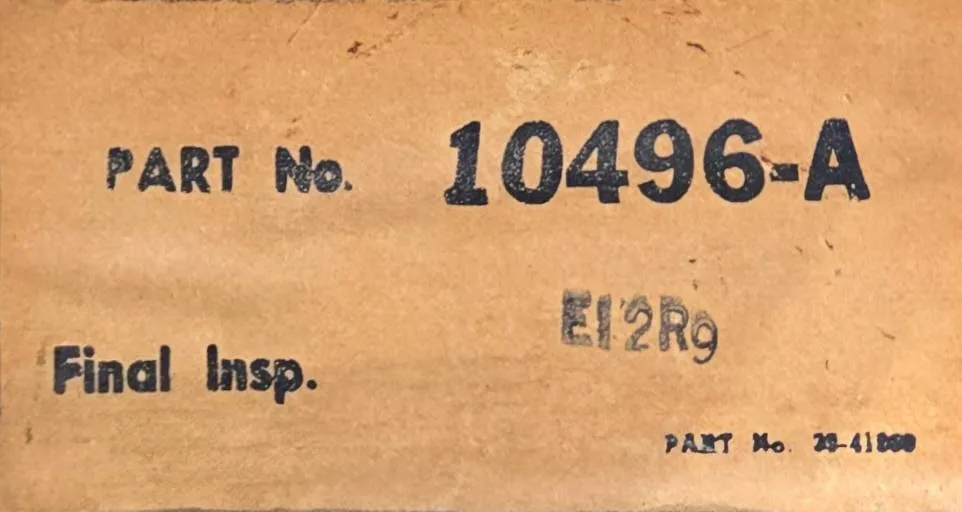 PART No. 10496-A
E12R9
Final Insp.
PART No.